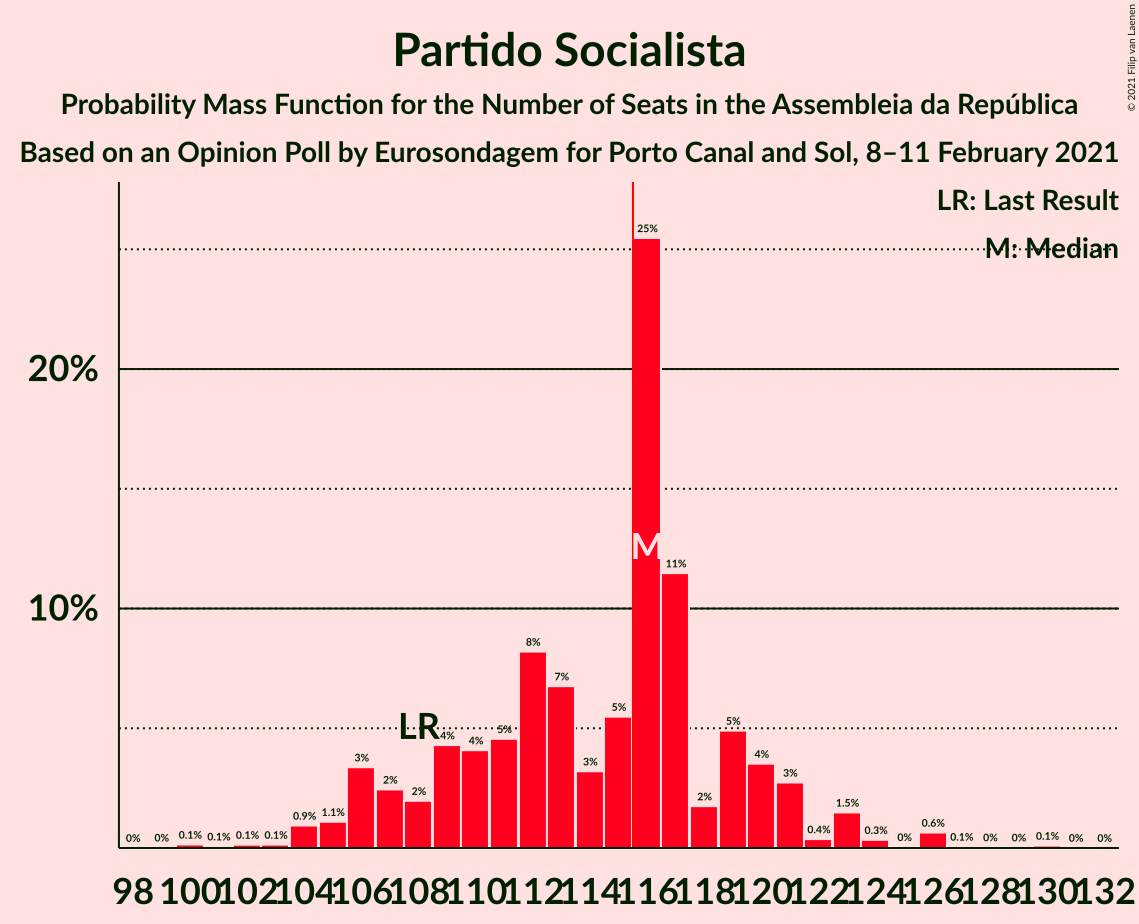 Partido Socialista
Probability Mass Function for the Number of Seats in the Assembleia da República
Based on an Opinion Poll by Eurosondagem for Porto Canal and Sol, 8–11 February 2021
© 2021 Filip van Laenen
LR: Last Result
M: Median
20%
10%
LR
M
0% 0% 0.1% 0.1% 0.1% 0.1% 0.9% 1.1% 3% 2% 2% 4% 4% 5% 8% 7% 3% 5% 25% 11% 2% 5% 4% 3% 0.4% 1.5% 0.3% 0% 0.6% 0.1% 0% 0% 0.1% 0% 0%
98 100 102 104 106 108 110 112 114 116 118 120 122 124 126 128 130 132